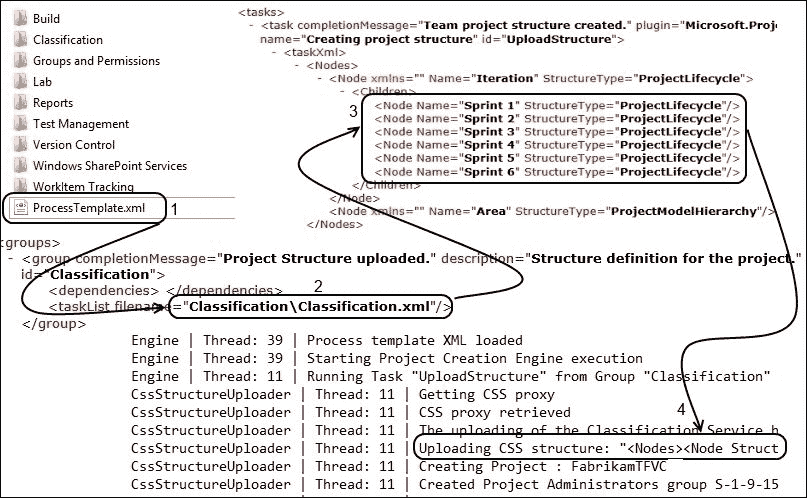 Build
Classification
Groups and Permissions
Lab
Reports
Test Management
Version Control
Windows SharePoint Services
WorkItem Tracking
ProcessTemplate.xml
1
<tasks>
- <task completionMessage="Team project structure created." plugin="Microsoft.Proje
name="Creating project structure" id="UploadStructure">
- <taskXml>
- <Nodes>
- <Node xmlns="" Name="Iteration" StructureType="ProjectLifecycle">
- <Children>
3
<Node Name="Sprint 1" StructureType="ProjectLifecycle"/>
<Node Name="Sprint 2" StructureType="ProjectLifecycle"/>
<Node Name="Sprint 3" StructureType="ProjectLifecycle"/>
<Node Name="Sprint 4" StructureType="ProjectLifecycle"/>
<Node Name="Sprint 5" StructureType="ProjectLifecycle"/>
<Node Name="Sprint 6" StructureType="ProjectLifecycle"/>
</Children>
</Node>
<Node xmlns="" Name="Area" StructureType="ProjectModelHierarchy"/>
</Nodes>
<groups>
- <group completionMessage="Project Structure uploaded." description="Structure definition for the project."
id="Classification">
2
<dependencies> </dependencies>
<taskList filename="Classification\Classification.xml"/>
</group>
Engine | Thread: 39 | Process template XML loaded
Engine | Thread: 39 | Starting Project Creation Engine execution
Engine | Thread: 11 | Running Task "UploadStructure" from Group "Classification"
CssStructureUploader | Thread: 11 | Getting CSS proxy
4
CssStructureUploader | Thread: 11 | CSS proxy retrieved
CssStructureUploader | Thread: 11 | The uploading of the Classification Service h
CssStructureUploader | Thread: 11 | Uploading CSS structure: "<Nodes><Node Struct
CssStructureUploader | Thread: 11 | Creating Project : FabrikamTFVC
CssStructureUploader | Thread: 11 | Created Project Administrators group S-1-9-15